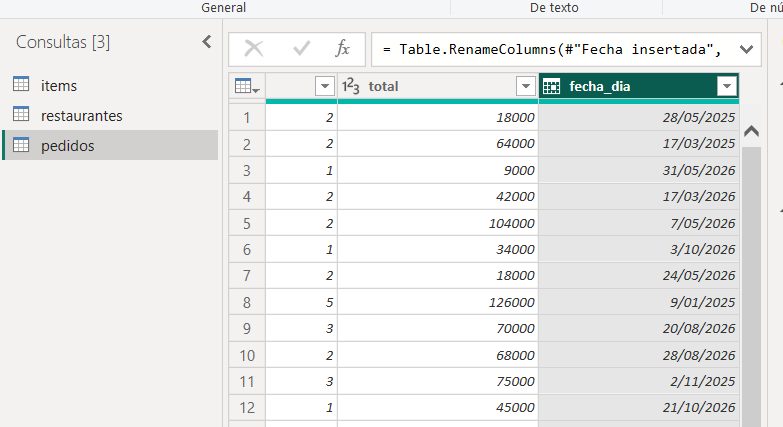 General De texto De nú
Consultas [3]
fx = Table.RenameColumns(#"Fecha insertada",
items
restaurantes
pedidos
1²3 total fecha_dia
1 2 18000 28/05/2025
2 2 64000 17/03/2025
3 1 9000 31/05/2026
4 2 42000 17/03/2026
5 2 104000 7/05/2026
6 1 34000 3/10/2026
7 2 18000 24/05/2026
8 5 126000 9/01/2025
9 3 70000 20/08/2026
10 2 68000 28/08/2026
11 3 75000 2/11/2025
12 1 45000 21/10/2026